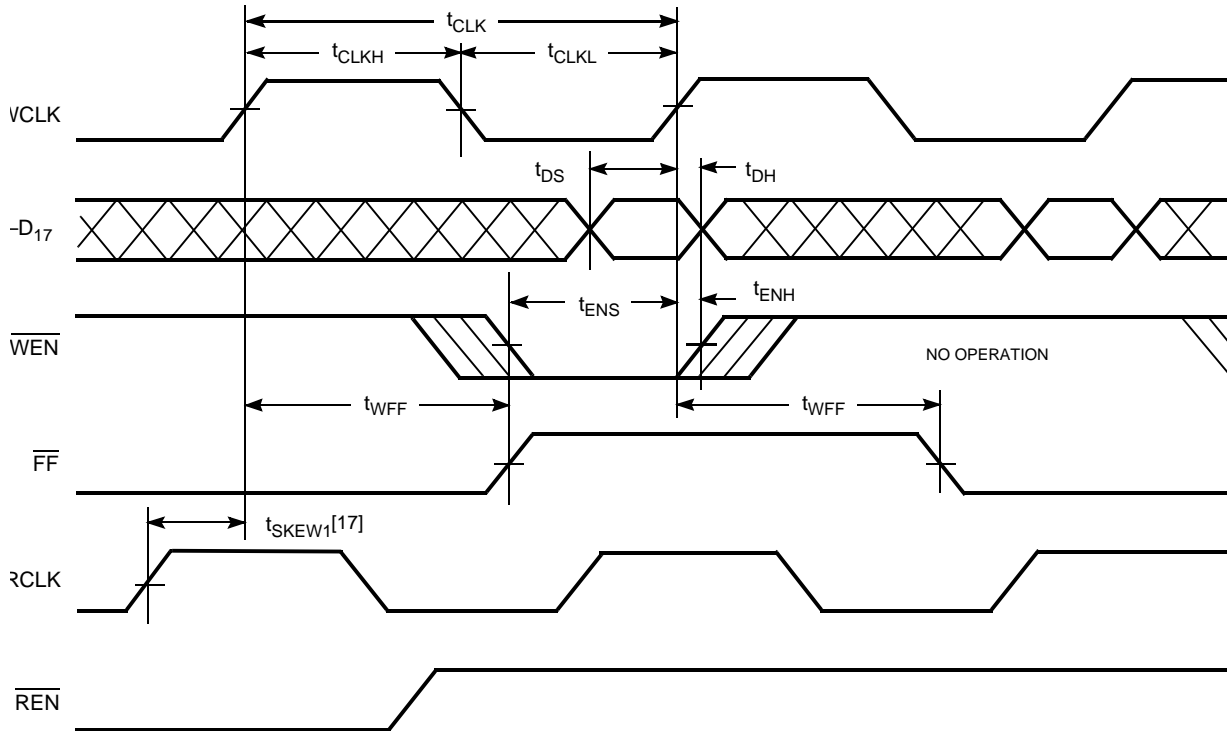 tCLK
tCLKH tCLKL
WCLK
tDS tDH
–D17
tENS tENH
WEN
NO OPERATION
tWFF tWFF
FF
tSKEW1[17]
RCLK
REN